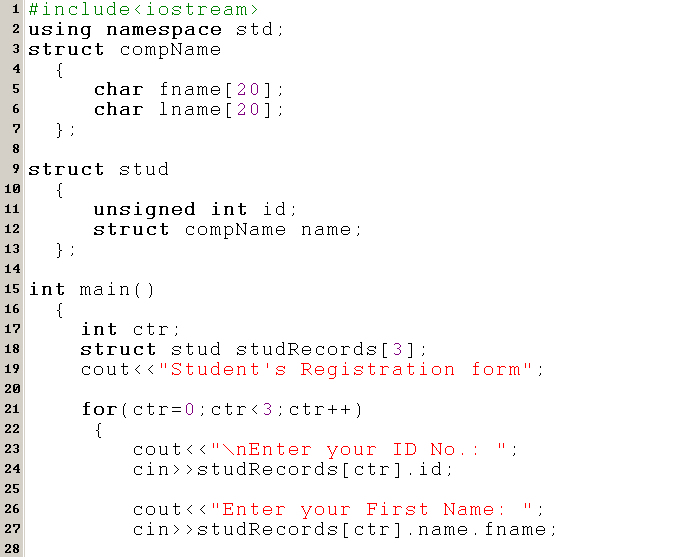 1 #include<iostream>
2 using namespace std;
3 struct compName
4 {
5 char fname[20];
6 char lname[20];
7 };
8
9 struct stud
10 {
11 unsigned int id;
12 struct compName name;
13 };
14
15 int main()
16 {
17 int ctr;
18 struct stud studRecords[3];
19 cout<<"Student's Registration form";
20
21 for(ctr=0;ctr<3;ctr++)
22 {
23 cout<<"\nEnter your ID No.: ";
24 cin>>studRecords[ctr].id;
25
26 cout<<"Enter your First Name: ";
27 cin>>studRecords[ctr].name.fname;
28